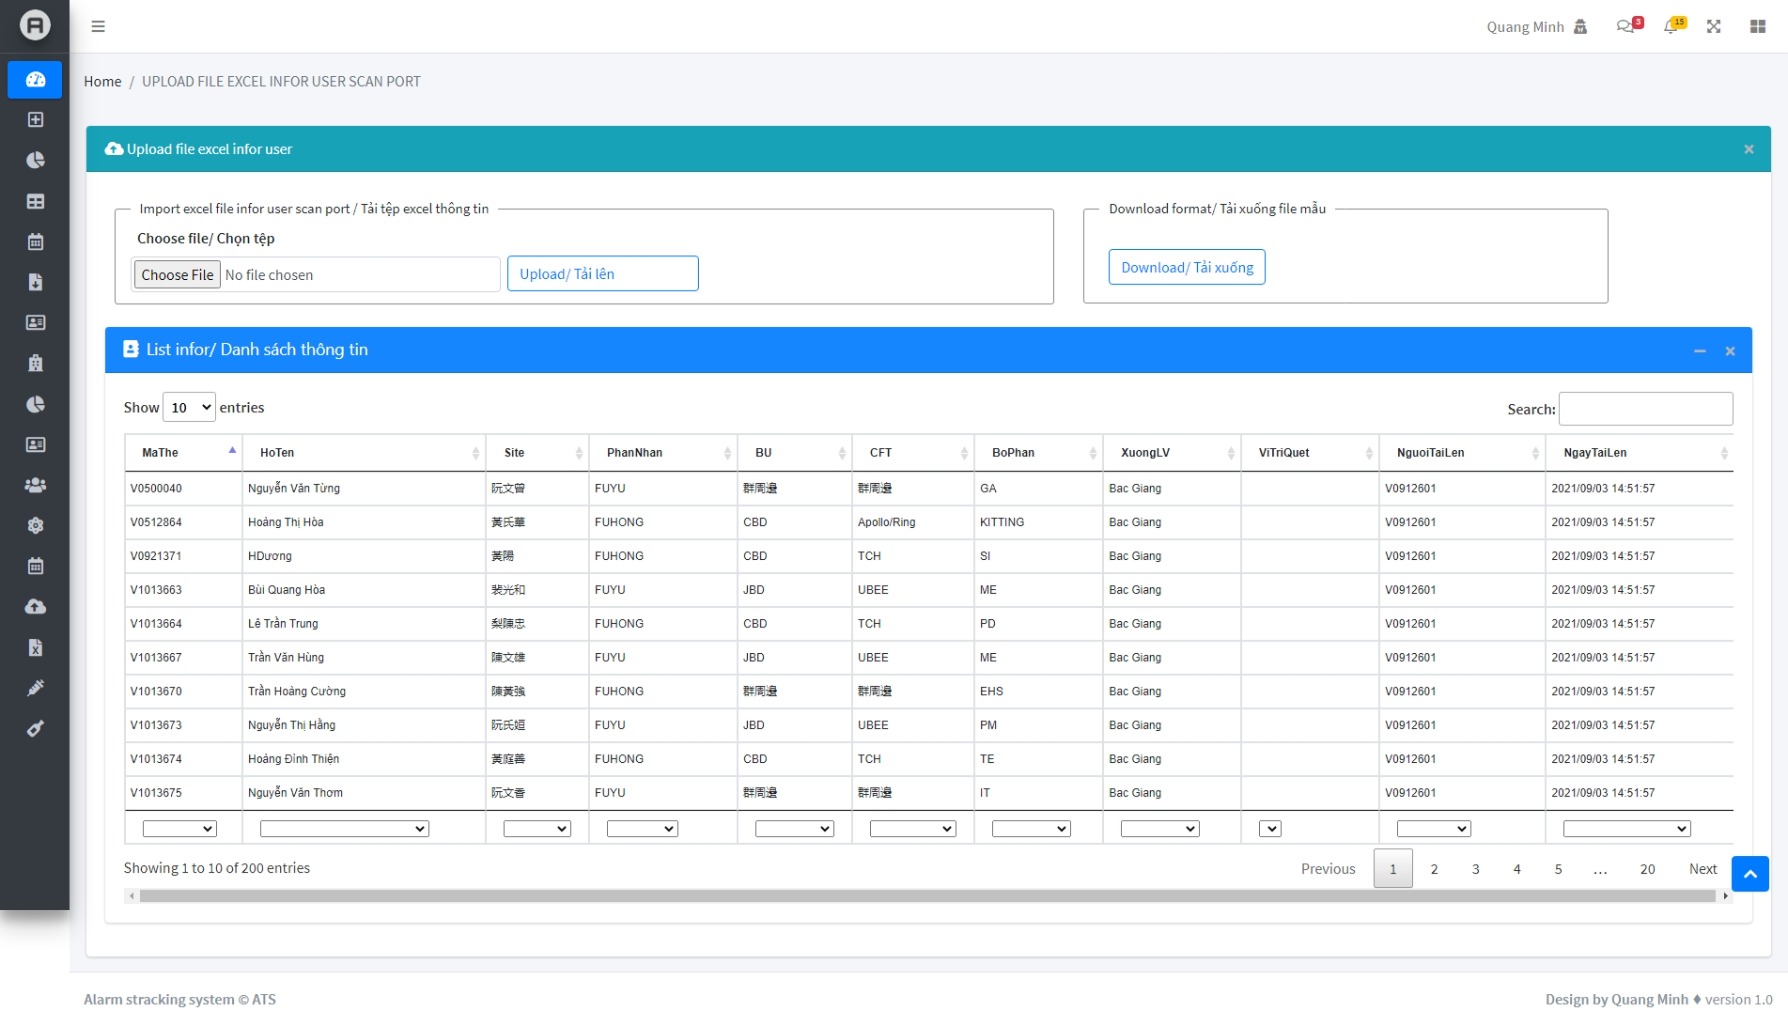 Quang Minh 3 15
Home / UPLOAD FILE EXCEL INFOR USER SCAN PORT
Upload file excel infor user ×
Import excel file infor user scan port / Tải tệp excel thông tin
Choose file/ Chọn tệp
Choose File No file chosen Upload/ Tải lên
Download format/ Tải xuống file mẫu
Download/ Tải xuống
List infor/ Danh sách thông tin
Show 10 entries Search:
MaThe HoTen Site PhanNhan BU CFT BoPhan XuongLV ViTriQuet NguoiTaiLen NgayTaiLen
V0500040 Nguyễn Văn Từng 阮文曾 FUYU 群周邊 群周邊 GA Bac Giang V0912601 2021/09/03 14:51:57
V0512864 Hoảng Thị Hòa 黃氏華 FUHONG CBD Apollo/Ring KITTING Bac Giang V0912601 2021/09/03 14:51:57
V0921371 HDương 黃陽 FUHONG CBD TCH SI Bac Giang V0912601 2021/09/03 14:51:57
V1013663 Bùi Quang Hòa 裴光和 FUYU JBD UBEE ME Bac Giang V0912601 2021/09/03 14:51:57
V1013664 Lê Trần Trung 梨陳忠 FUHONG CBD TCH PD Bac Giang V0912601 2021/09/03 14:51:57
V1013667 Trần Văn Hùng 陳文雄 FUYU JBD UBEE ME Bac Giang V0912601 2021/09/03 14:51:57
V1013670 Trần Hoàng Cường 陳黃強 FUHONG 群周邊 群周邊 EHS Bac Giang V0912601 2021/09/03 14:51:57
V1013673 Nguyễn Thị Hằng 阮氏姮 FUYU JBD UBEE PM Bac Giang V0912601 2021/09/03 14:51:57
V1013674 Hoảng Đình Thiện 黃庭善 FUHONG CBD TCH TE Bac Giang V0912601 2021/09/03 14:51:57
V1013675 Nguyễn Văn Thơm 阮文香 FUYU 群周邊 群周邊 IT Bac Giang V0912601 2021/09/03 14:51:57
Showing 1 to 10 of 200 entries Previous 1 2 3 4 5 … 20 Next
Alarm stracking system © ATS Design by Quang Minh ♦ version 1.0